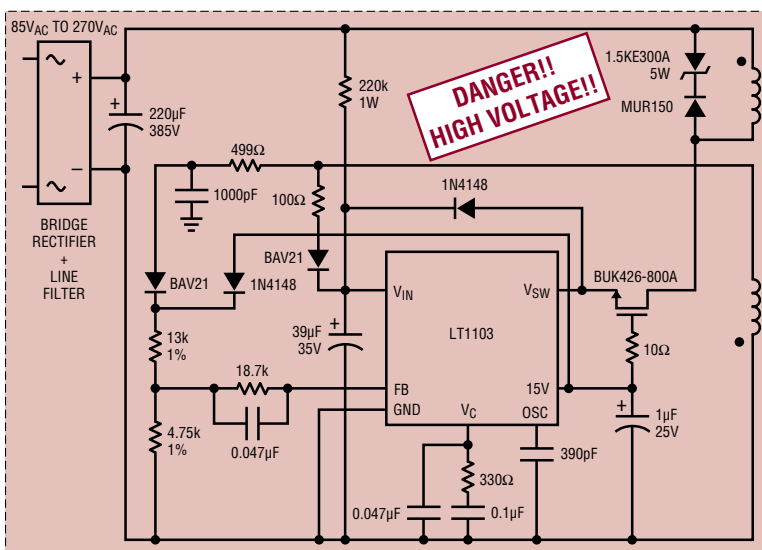 85VAC TO 270VAC
+
−
BRIDGE
RECTIFIER
+
LINE
FILTER
+
220µF
385V
220k
1W
DANGER!!
HIGH VOLTAGE!!
1.5KE300A
5W
MUR150
499Ω
1000pF
100Ω
1N4148
BAV21
1N4148
BAV21
BUK426-800A
VIN
VSW
LT1103
13k
1%
+
39µF
35V
10Ω
18.7k
FB
15V
GND
VC
OSC
4.75k
1%
0.047µF
+
1µF
25V
330Ω
390pF
0.047µF
0.1µF